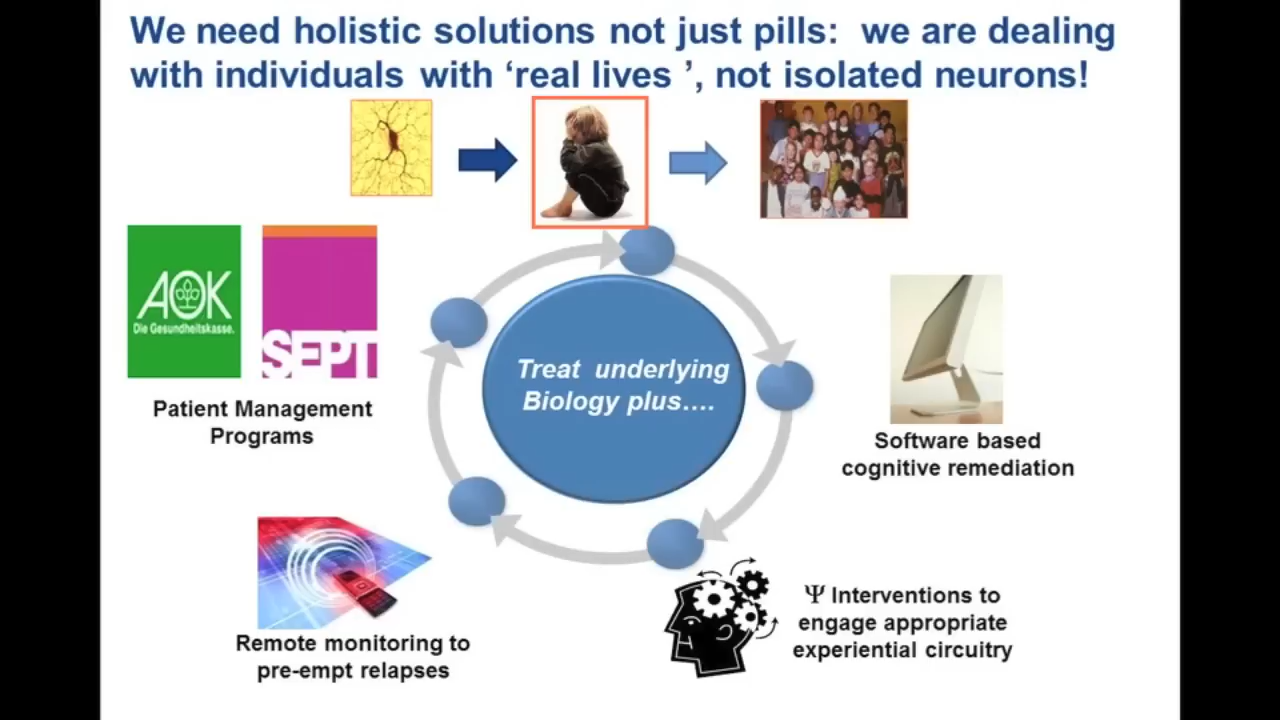 We need holistic solutions not just pills: we are dealing
with individuals with ‘real lives ’, not isolated neurons!
AOK
Die Gesundheitskasse.
SEPT
Treat underlying
Biology plus….
Patient Management
Programs
Software based
cognitive remediation
Ψ Interventions to
engage appropriate
experiential circuitry
Remote monitoring to
pre-empt relapses